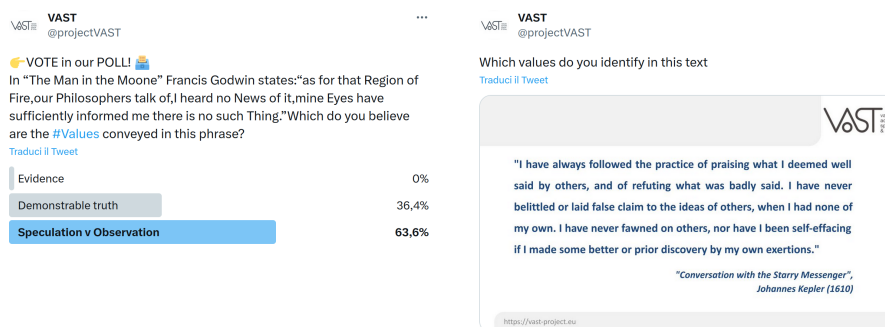 VAST
VAST
@projectVAST
👉VOTE in our POLL! 🗳️
In “The Man in the Moone” Francis Godwin states:“as for that Region of
Fire,our Philosophers talk of,I heard no News of it,mine Eyes have
sufficiently informed me there is no such Thing.”Which do you believe
are the #Values conveyed in this phrase?
Traduci il Tweet
Evidence 0%
Demonstrable truth 36,4%
Speculation v Observation 63,6%
VAST
VAST
@projectVAST
Which values do you identify in this text
Traduci il Tweet
VAST
"I have always followed the practice of praising what I deemed well
said by others, and of refuting what was badly said. I have never
belittled or laid false claim to the ideas of others, when I had none of
my own. I have never fawned on others, nor have I been self-effacing
if I made some better or prior discovery by my own exertions."
"Conversation with the Starry Messenger",
Johannes Kepler (1610)
https://vast-project.eu